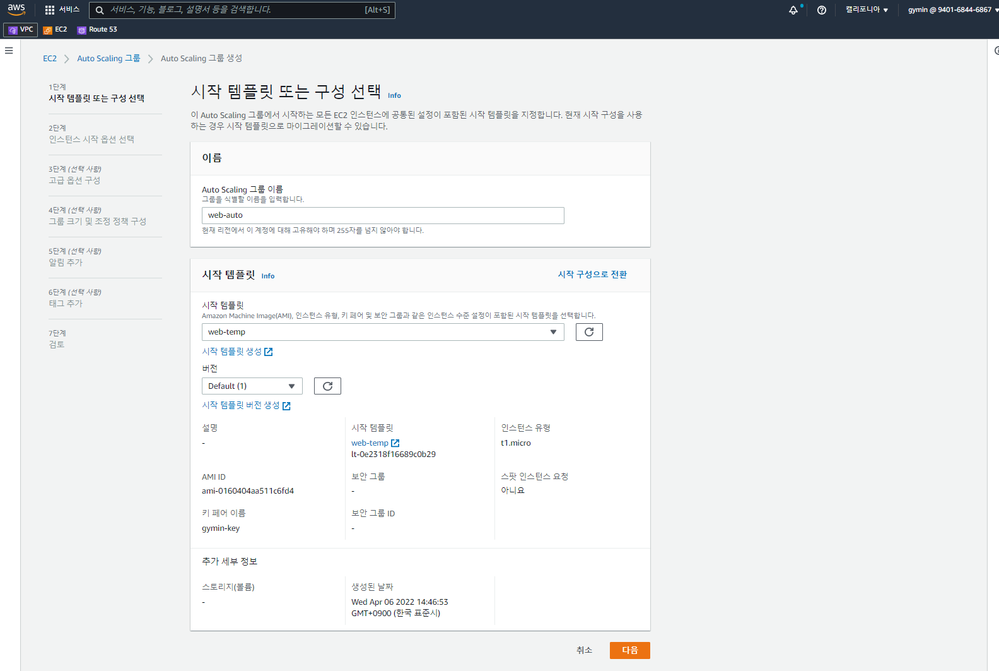 aws
서비스
서비스, 기능, 블로그, 설명서 등을 검색합니다.
[Alt+S]
캘리포니아
gymin @ 9401-6844-6867
VPC
EC2
Route 53
EC2
Auto Scaling 그룹
Auto Scaling 그룹 생성
1단계
시작 템플릿 또는 구성 선택
2단계
인스턴스 시작 옵션 선택
3단계 (선택 사항)
고급 옵션 구성
4단계 (선택 사항)
그룹 크기 및 조정 정책 구성
5단계 (선택 사항)
알림 추가
6단계 (선택 사항)
태그 추가
7단계
검토
시작 템플릿 또는 구성 선택 Info
이 Auto Scaling 그룹에서 시작하는 모든 EC2 인스턴스에 공통된 설정이 포함된 시작 템플릿을 지정합니다. 현재 시작 구성을 사용
하는 경우 시작 템플릿으로 마이그레이션할 수 있습니다.
이름
Auto Scaling 그룹 이름
그룹을 식별할 이름을 입력합니다.
web-auto
현재 리전에서 이 계정에 대해 고유해야 하며 255자를 넘지 않아야 합니다.
시작 템플릿 Info
시작 구성으로 전환
시작 템플릿
Amazon Machine Image(AMI), 인스턴스 유형, 키 페어 및 보안 그룹과 같은 인스턴스 수준 설정이 포함된 시작 템플릿을 선택합니다.
web-temp
시작 템플릿 생성
버전
Default (1)
시작 템플릿 버전 생성
설명
-
시작 템플릿
web-temp
lt-0e2318f16689c0b29
인스턴스 유형
t1.micro
AMI ID
ami-0160404aa511c6fd4
보안 그룹
-
스팟 인스턴스 요청
아니요
키 페어 이름
gymin-key
보안 그룹 ID
-
추가 세부 정보
스토리지(볼륨)
-
생성된 날짜
Wed Apr 06 2022 14:46:53
GMT+0900 (한국 표준시)
취소
다음